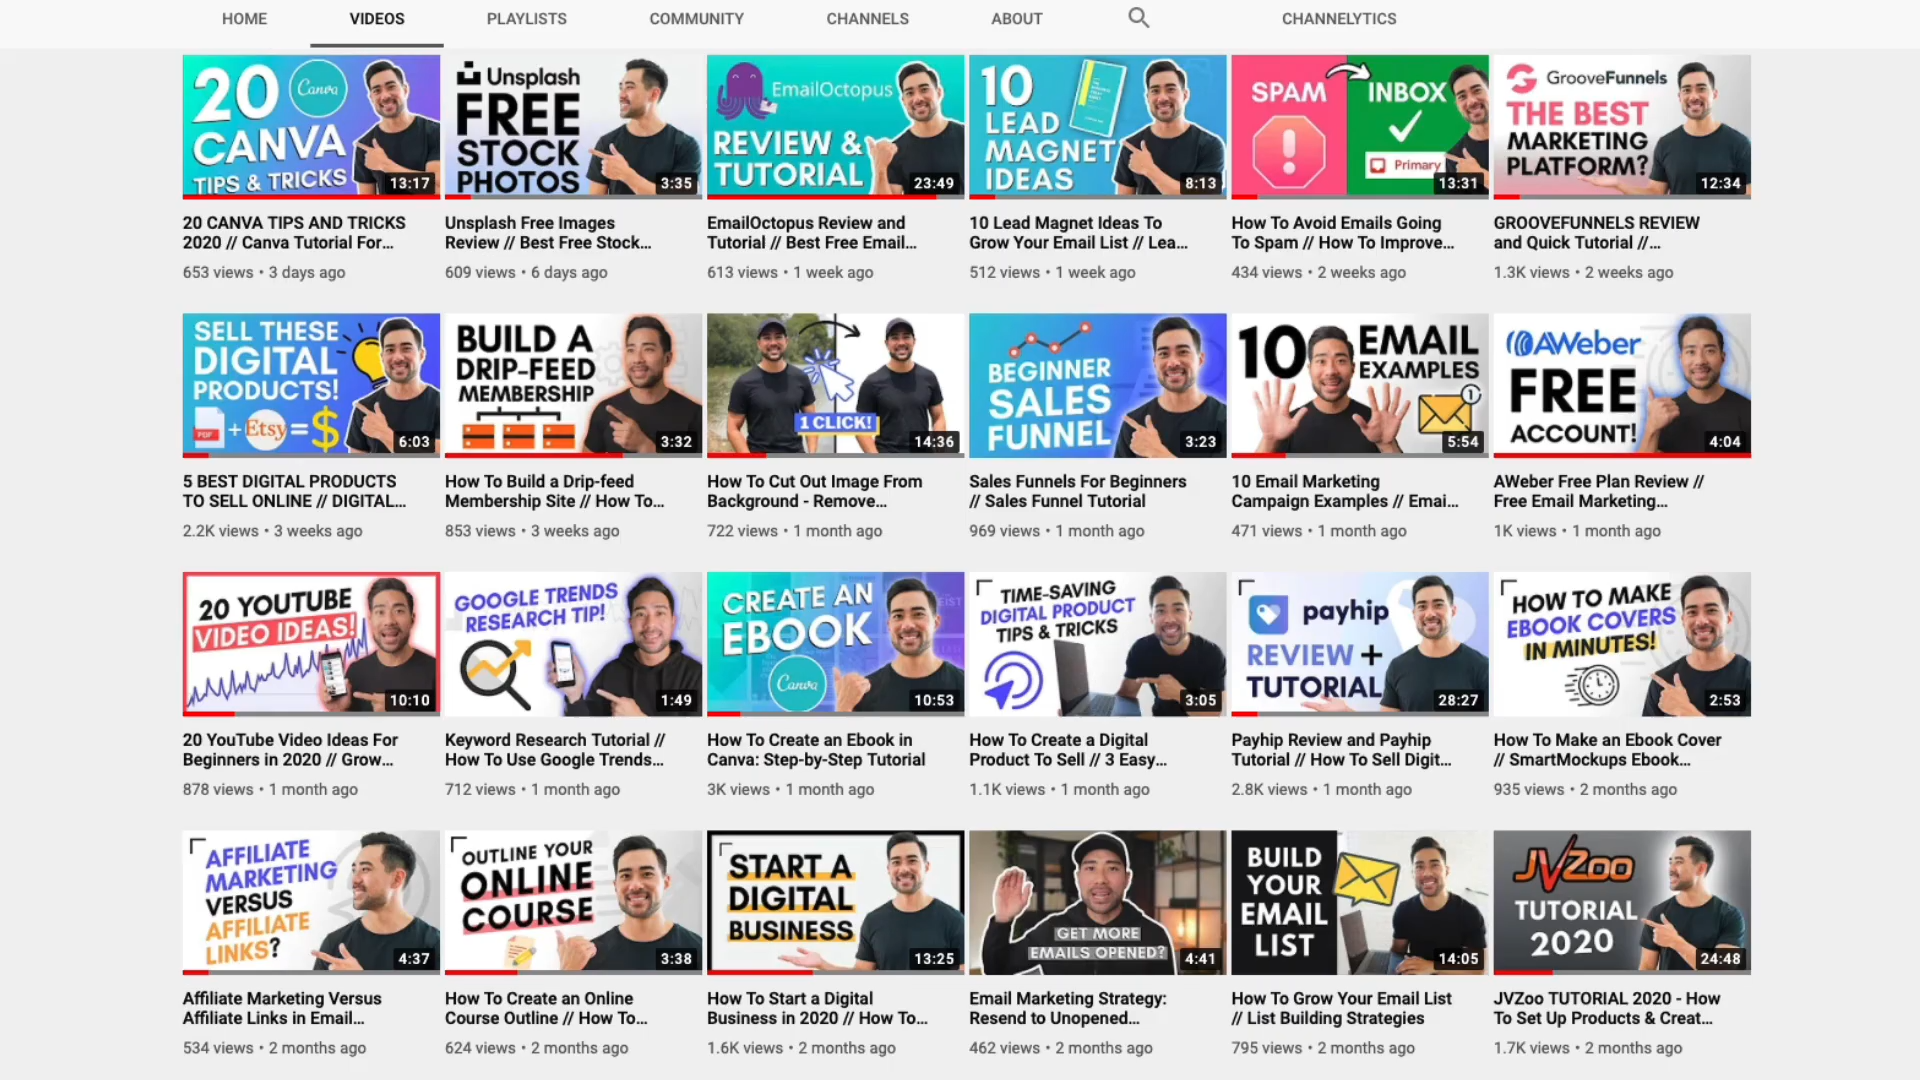 HOME VIDEOS PLAYLISTS COMMUNITY CHANNELS ABOUT CHANNELYTICS
20
Canva
CANVA
TIPS & TRICKS
13:17
20 CANVA TIPS AND TRICKS
2020 // Canva Tutorial For...
653 views • 3 days ago
Unsplash
FREE
STOCK
PHOTOS
3:35
Unsplash Free Images
Review // Best Free Stock...
609 views • 6 days ago
EmailOctopus
REVIEW &
TUTORIAL
23:49
EmailOctopus Review and
Tutorial // Best Free Email...
613 views • 1 week ago
10
LEAD
MAGNET
IDEAS
8:13
10 Lead Magnet Ideas To
Grow Your Email List // Lea...
512 views • 1 week ago
SPAM
INBOX
Primary
13:31
How To Avoid Emails Going
To Spam // How To Improve...
434 views • 2 weeks ago
GrooveFunnels
THE BEST
MARKETING
PLATFORM?
12:34
GROOVEFUNNELS REVIEW
and Quick Tutorial //...
1.3K views • 2 weeks ago
SELL THESE
DIGITAL
PRODUCTS!
PDF + Etsy = $
6:03
5 BEST DIGITAL PRODUCTS
TO SELL ONLINE // DIGITAL...
2.2K views • 3 weeks ago
BUILD A
DRIP-FEED
MEMBERSHIP
3:32
How To Build a Drip-feed
Membership Site // How To...
853 views • 3 weeks ago
1 CLICK!
14:36
How To Cut Out Image From
Background - Remove...
722 views • 1 month ago
BEGINNER
SALES
FUNNEL
3:23
Sales Funnels For Beginners
// Sales Funnel Tutorial
969 views • 1 month ago
10 EMAIL
EXAMPLES
1
5:54
10 Email Marketing
Campaign Examples // Emai...
471 views • 1 month ago
AWeber
FREE
ACCOUNT!
4:04
AWeber Free Plan Review //
Free Email Marketing...
1K views • 1 month ago
20 YOUTUBE
VIDEO IDEAS!
10:10
20 YouTube Video Ideas For
Beginners in 2020 // Grow...
878 views • 1 month ago
GOOGLE TRENDS
RESEARCH TIP!
1:49
Keyword Research Tutorial //
How To Use Google Trends...
712 views • 1 month ago
CREATE AN
EBOOK
Canva
10:53
How To Create an Ebook in
Canva: Step-by-Step Tutorial
3K views • 1 month ago
TIME-SAVING
DIGITAL PRODUCT
TIPS & TRICKS
3:05
How To Create a Digital
Product To Sell // 3 Easy...
1.1K views • 1 month ago
payhip
REVIEW +
TUTORIAL
28:27
Payhip Review and Payhip
Tutorial // How To Sell Digit...
2.8K views • 1 month ago
HOW TO MAKE
EBOOK COVERS
IN MINUTES!
2:53
How To Make an Ebook Cover
// SmartMockups Ebook...
935 views • 2 months ago
AFFILIATE
MARKETING
VERSUS
AFFILIATE
LINKS?
4:37
Affiliate Marketing Versus
Affiliate Links in Email...
534 views • 2 months ago
OUTLINE YOUR
ONLINE
COURSE
3:38
How To Create an Online
Course Outline // How To...
624 views • 2 months ago
START A
DIGITAL
BUSINESS
13:25
How To Start a Digital
Business in 2020 // How To...
1.6K views • 2 months ago
GET MORE
EMAILS OPENED?
4:41
Email Marketing Strategy:
Resend to Unopened...
462 views • 2 months ago
BUILD
YOUR
EMAIL
LIST
14:05
How To Grow Your Email List
// List Building Strategies
795 views • 2 months ago
JVZoo
TUTORIAL
2020
24:48
JVZoo TUTORIAL 2020 - How
To Set Up Products & Creat...
1.7K views • 2 months ago